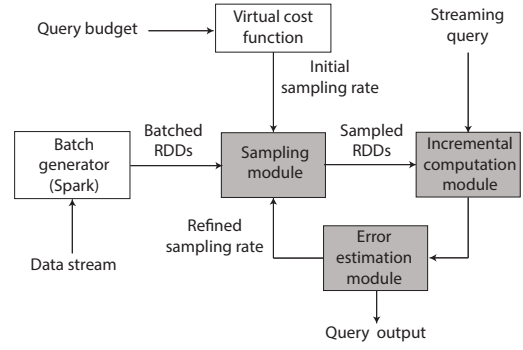 Query budget
Virtual cost
function
Streaming
query
Initial
sampling rate
Batch
generator
(Spark)
Batched
RDDs
Sampling
module
Sampled
RDDs
Incremental
computation
module
Data stream
Refined
sampling rate
Error
estimation
module
Query output